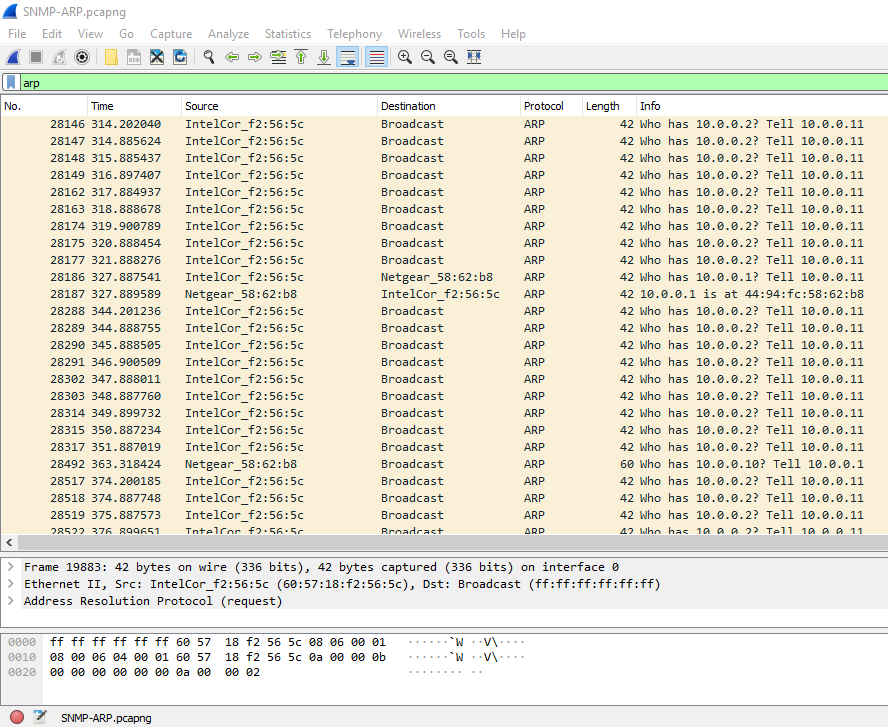 SNMP-ARP.pcapng
File Edit View Go Capture Analyze Statistics Telephony Wireless Tools Help
arp
No. Time Source Destination Protocol Length Info
28146 314.202040 IntelCor_f2:56:5c Broadcast ARP 42 Who has 10.0.0.2? Tell 10.0.0.11
28147 314.885624 IntelCor_f2:56:5c Broadcast ARP 42 Who has 10.0.0.2? Tell 10.0.0.11
28148 315.885437 IntelCor_f2:56:5c Broadcast ARP 42 Who has 10.0.0.2? Tell 10.0.0.11
28149 316.897407 IntelCor_f2:56:5c Broadcast ARP 42 Who has 10.0.0.2? Tell 10.0.0.11
28162 317.884937 IntelCor_f2:56:5c Broadcast ARP 42 Who has 10.0.0.2? Tell 10.0.0.11
28163 318.888678 IntelCor_f2:56:5c Broadcast ARP 42 Who has 10.0.0.2? Tell 10.0.0.11
28174 319.900789 IntelCor_f2:56:5c Broadcast ARP 42 Who has 10.0.0.2? Tell 10.0.0.11
28175 320.888454 IntelCor_f2:56:5c Broadcast ARP 42 Who has 10.0.0.2? Tell 10.0.0.11
28177 321.888276 IntelCor_f2:56:5c Broadcast ARP 42 Who has 10.0.0.2? Tell 10.0.0.11
28186 327.887541 IntelCor_f2:56:5c Netgear_58:62:b8 ARP 42 Who has 10.0.0.1? Tell 10.0.0.11
28187 327.889589 Netgear_58:62:b8 IntelCor_f2:56:5c ARP 42 10.0.0.1 is at 44:94:fc:58:62:b8
28288 344.201236 IntelCor_f2:56:5c Broadcast ARP 42 Who has 10.0.0.2? Tell 10.0.0.11
28289 344.888755 IntelCor_f2:56:5c Broadcast ARP 42 Who has 10.0.0.2? Tell 10.0.0.11
28290 345.888505 IntelCor_f2:56:5c Broadcast ARP 42 Who has 10.0.0.2? Tell 10.0.0.11
28291 346.900509 IntelCor_f2:56:5c Broadcast ARP 42 Who has 10.0.0.2? Tell 10.0.0.11
28302 347.888011 IntelCor_f2:56:5c Broadcast ARP 42 Who has 10.0.0.2? Tell 10.0.0.11
28303 348.887760 IntelCor_f2:56:5c Broadcast ARP 42 Who has 10.0.0.2? Tell 10.0.0.11
28314 349.899732 IntelCor_f2:56:5c Broadcast ARP 42 Who has 10.0.0.2? Tell 10.0.0.11
28315 350.887234 IntelCor_f2:56:5c Broadcast ARP 42 Who has 10.0.0.2? Tell 10.0.0.11
28317 351.887019 IntelCor_f2:56:5c Broadcast ARP 42 Who has 10.0.0.2? Tell 10.0.0.11
28492 363.318424 Netgear_58:62:b8 Broadcast ARP 60 Who has 10.0.0.10? Tell 10.0.0.1
28517 374.200185 IntelCor_f2:56:5c Broadcast ARP 42 Who has 10.0.0.2? Tell 10.0.0.11
28518 374.887748 IntelCor_f2:56:5c Broadcast ARP 42 Who has 10.0.0.2? Tell 10.0.0.11
28519 375.887573 IntelCor_f2:56:5c Broadcast ARP 42 Who has 10.0.0.2? Tell 10.0.0.11
28522 376.899651 IntelCor_f2:56:5c Broadcast ARP 42 Who has 10.0.0.2? Tell 10.0.0.11
Frame 19883: 42 bytes on wire (336 bits), 42 bytes captured (336 bits) on interface 0
Ethernet II, Src: IntelCor_f2:56:5c (60:57:18:f2:56:5c), Dst: Broadcast (ff:ff:ff:ff:ff:ff)
Address Resolution Protocol (request)
0000 ff ff ff ff ff ff 60 57 18 f2 56 5c 08 06 00 01 ······`W ··V\····
0010 08 00 06 04 00 01 60 57 18 f2 56 5c 0a 00 00 0b ······`W ··V\····
0020 00 00 00 00 00 00 0a 00 00 02 ········ ··
SNMP-ARP.pcapng